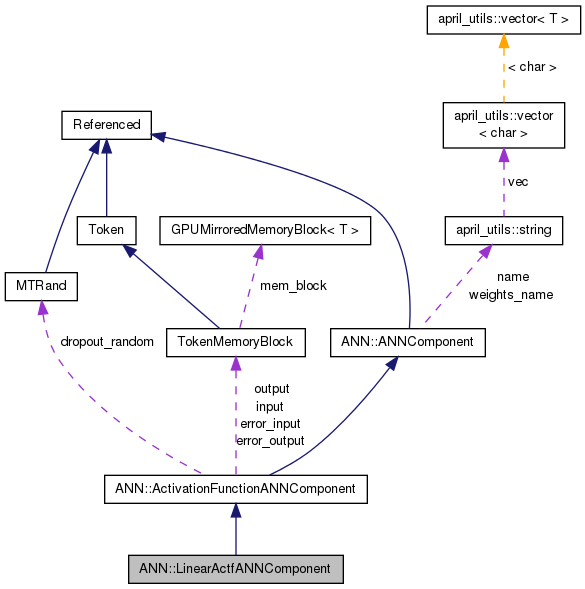 april_utils::vector< T >
< char >
april_utils::vector
< char >
Referenced
vec
Token
GPUMirroredMemoryBlock< T >
april_utils::string
MTRand
mem_block
name
weights_name
dropout_random
TokenMemoryBlock
ANN::ANNComponent
output
input
error_input
error_output
ANN::ActivationFunctionANNComponent
ANN::LinearActfANNComponent